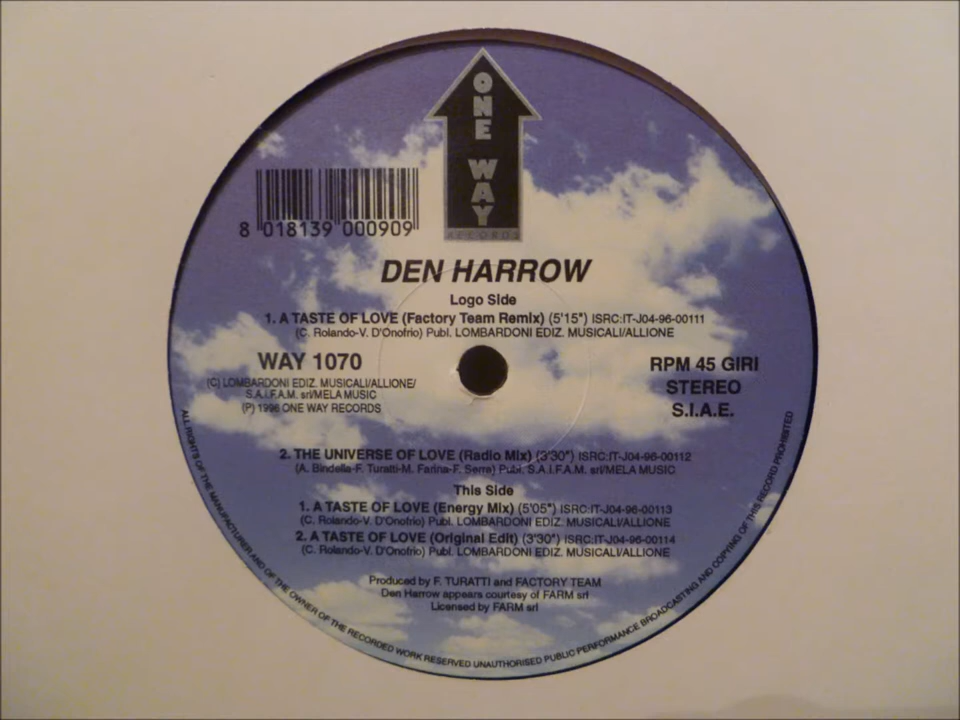 ONE WAY
RECORDS
8 018139 000909
DEN HARROW
Logo Side
1. A TASTE OF LOVE (Factory Team Remix) (5'15") ISRC:IT-J04-96-00111
(C. Rolando-V. D'Onofrio) Publ. LOMBARDONI EDIZ. MUSICALI/ALLIONE
WAY 1070
(C) LOMBARDONI EDIZ. MUSICALI/ALLIONE/
S.A.I.F.A.M. srl/MELA MUSIC
(P) 1996 ONE WAY RECORDS
RPM 45 GIRI
STEREO
S.I.A.E.
2. THE UNIVERSE OF LOVE (Radio Mix) (3'30") ISRC:IT-J04-96-00112
(A. Bindella-F. Turatti-M. Farina-F. Serre) Publ. S.A.I.F.A.M. srl/MELA MUSIC
This Side
1. A TASTE OF LOVE (Energy Mix) (5'05") ISRC:IT-J04-96-00113
(C. Rolando-V. D'Onofrio) Publ. LOMBARDONI EDIZ. MUSICALI/ALLIONE
2. A TASTE OF LOVE (Original Edit) (3'30") ISRC:IT-J04-96-00114
(C. Rolando-V. D'Onofrio) Publ. LOMBARDONI EDIZ. MUSICALI/ALLIONE
Produced by F. TURATTI and FACTORY TEAM
Den Harrow appears courtesy of FARM srl
Licensed by FARM srl
ALL RIGHTS OF THE MANUFACTURER AND OF THE OWNER OF THE RECORDED WORK RESERVED UNAUTHORISED PUBLIC PERFORMANCE BROADCASTING AND COPYING OF THIS RECORD PROHIBITED